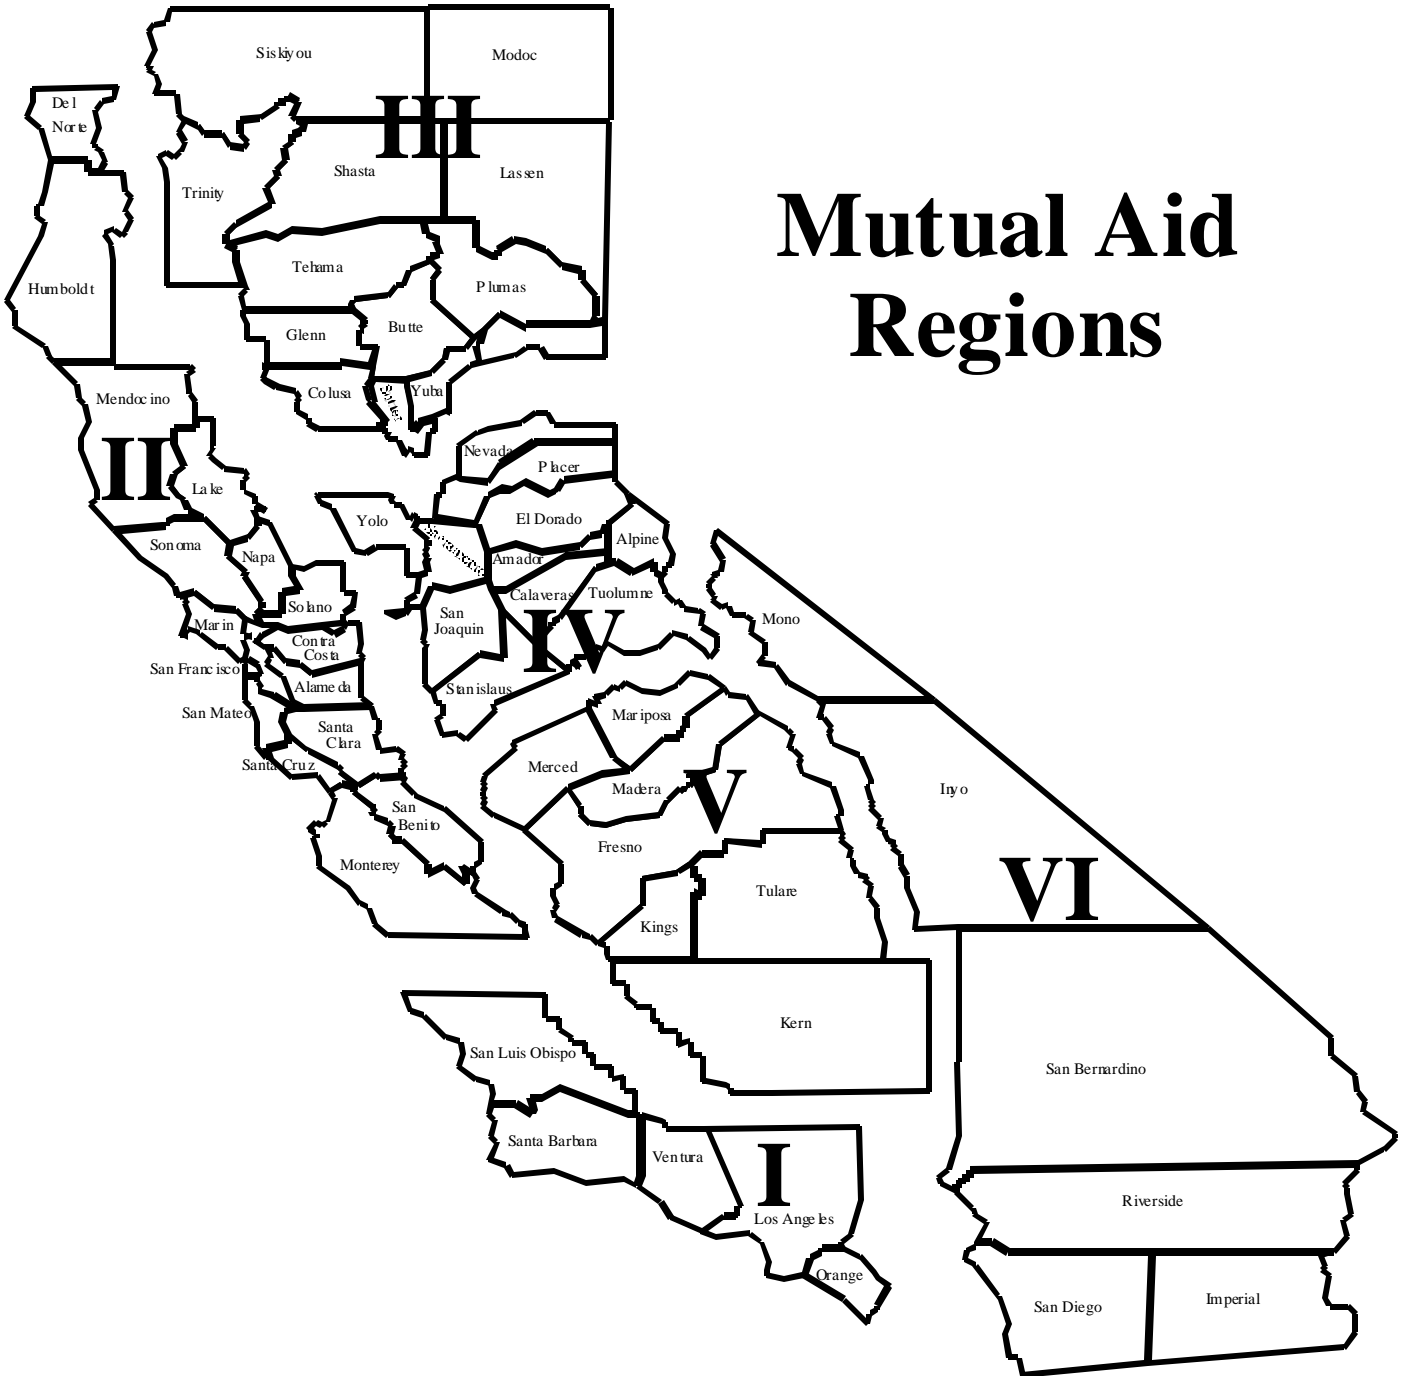 Siskiyou
Modoc
Del
Norte
III
Shasta
Lassen
Trinity
Mutual Aid
Regions
Tehama
Humboldt
Plumas
Glenn
Butte
Colusa
Yuba
Mendocino
II
Nevada
Placer
Lake
Yolo
El Dorado
Sonoma
Napa
Amador
Alpine
Calaveras
Tuolumne
Solano
San
Joaquin
Marin
Mono
IV
Contra
Costa
San Francisco
Alameda
Stanislaus
San Mateo
Santa
Clara
Mariposa
Santa Cruz
Merced
Madera
V
Inyo
San
Benito
Fresno
Monterey
Tulare
VI
Kings
Kern
San Luis Obispo
San Bernardino
Santa Barbara
Ventura
I
Los Angeles
Riverside
Orange
San Diego
Imperial